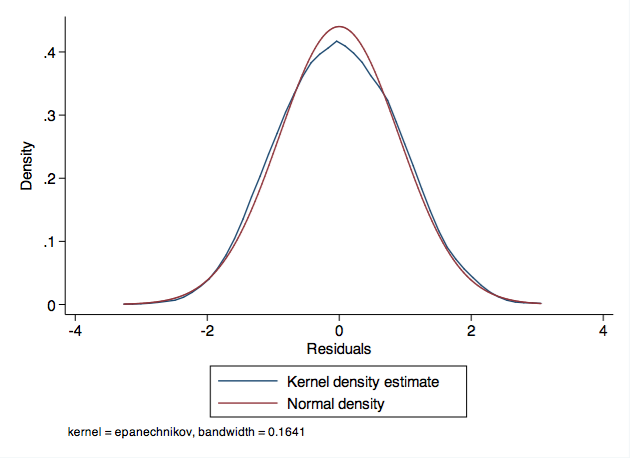 Density
.4
.3
.2
.1
0
-4
-2
0
2
4
Residuals
Kernel density estimate
Normal density
kernel = epanechnikov, bandwidth = 0.1641